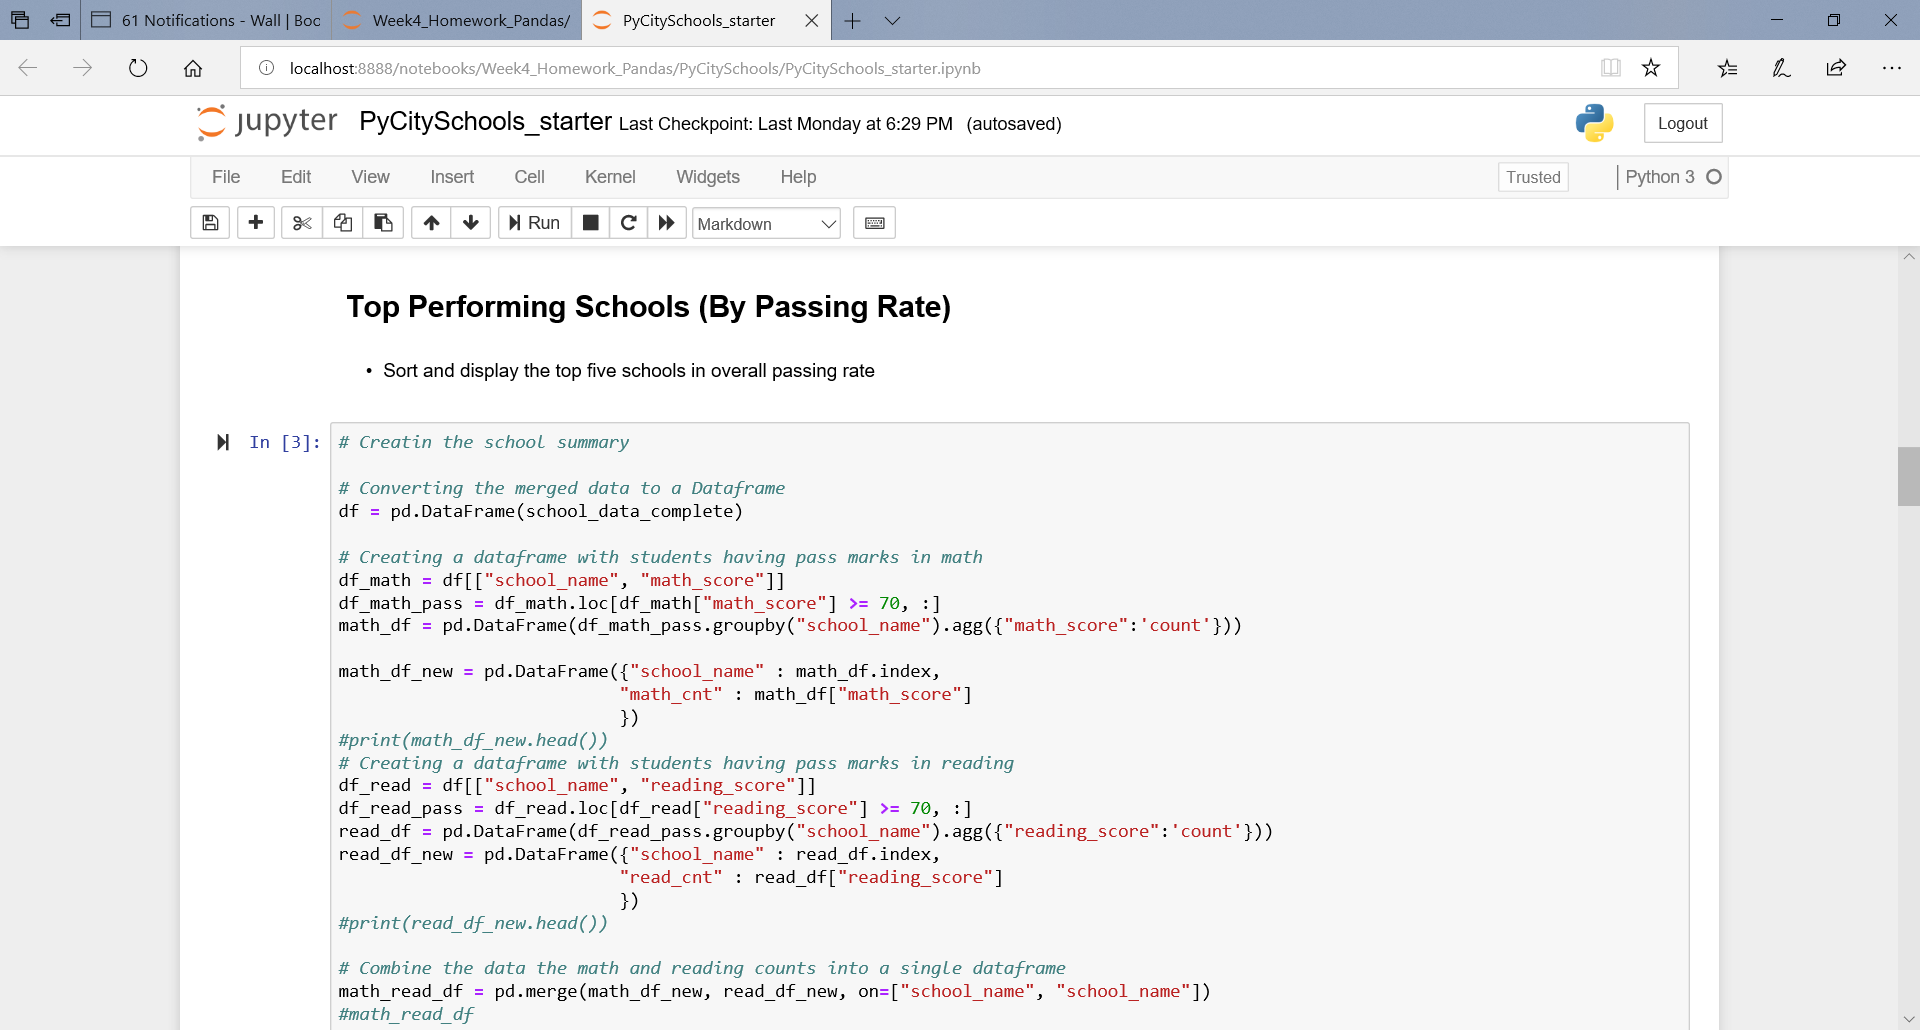 61 Notifications - Wall | Boc
Week4_Homework_Pandas/
PyCitySchools_starter
localhost:8888/notebooks/Week4_Homework_Pandas/PyCitySchools/PyCitySchools_starter.ipynb
jupyter PyCitySchools_starter Last Checkpoint: Last Monday at 6:29 PM (autosaved)
Logout
File Edit View Insert Cell Kernel Widgets Help
Trusted
Python 3
Run
Markdown
Top Performing Schools (By Passing Rate)
• Sort and display the top five schools in overall passing rate
In [3]:
# Creatin the school summary
# Converting the merged data to a Dataframe
df = pd.DataFrame(school_data_complete)
# Creating a dataframe with students having pass marks in math
df_math = df[["school_name", "math_score"]]
df_math_pass = df_math.loc[df_math["math_score"] >= 70, :]
math_df = pd.DataFrame(df_math_pass.groupby("school_name").agg({"math_score":'count'}))
math_df_new = pd.DataFrame({"school_name" : math_df.index,
"math_cnt" : math_df["math_score"]
})
#print(math_df_new.head())
# Creating a dataframe with students having pass marks in reading
df_read = df[["school_name", "reading_score"]]
df_read_pass = df_read.loc[df_read["reading_score"] >= 70, :]
read_df = pd.DataFrame(df_read_pass.groupby("school_name").agg({"reading_score":'count'}))
read_df_new = pd.DataFrame({"school_name" : read_df.index,
"read_cnt" : read_df["reading_score"]
})
#print(read_df_new.head())
# Combine the data the math and reading counts into a single dataframe
math_read_df = pd.merge(math_df_new, read_df_new, on=["school_name", "school_name"])
#math_read_df